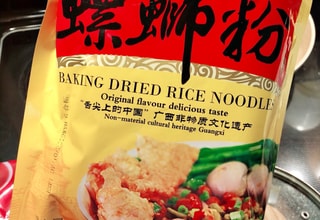 螺蛳粉
BAKING DRIED RICE NOODLES
Original flavour delicious taste
“舌尖上的中国”广西非物质文化遗产
Non-material cultural heritage Guangxi